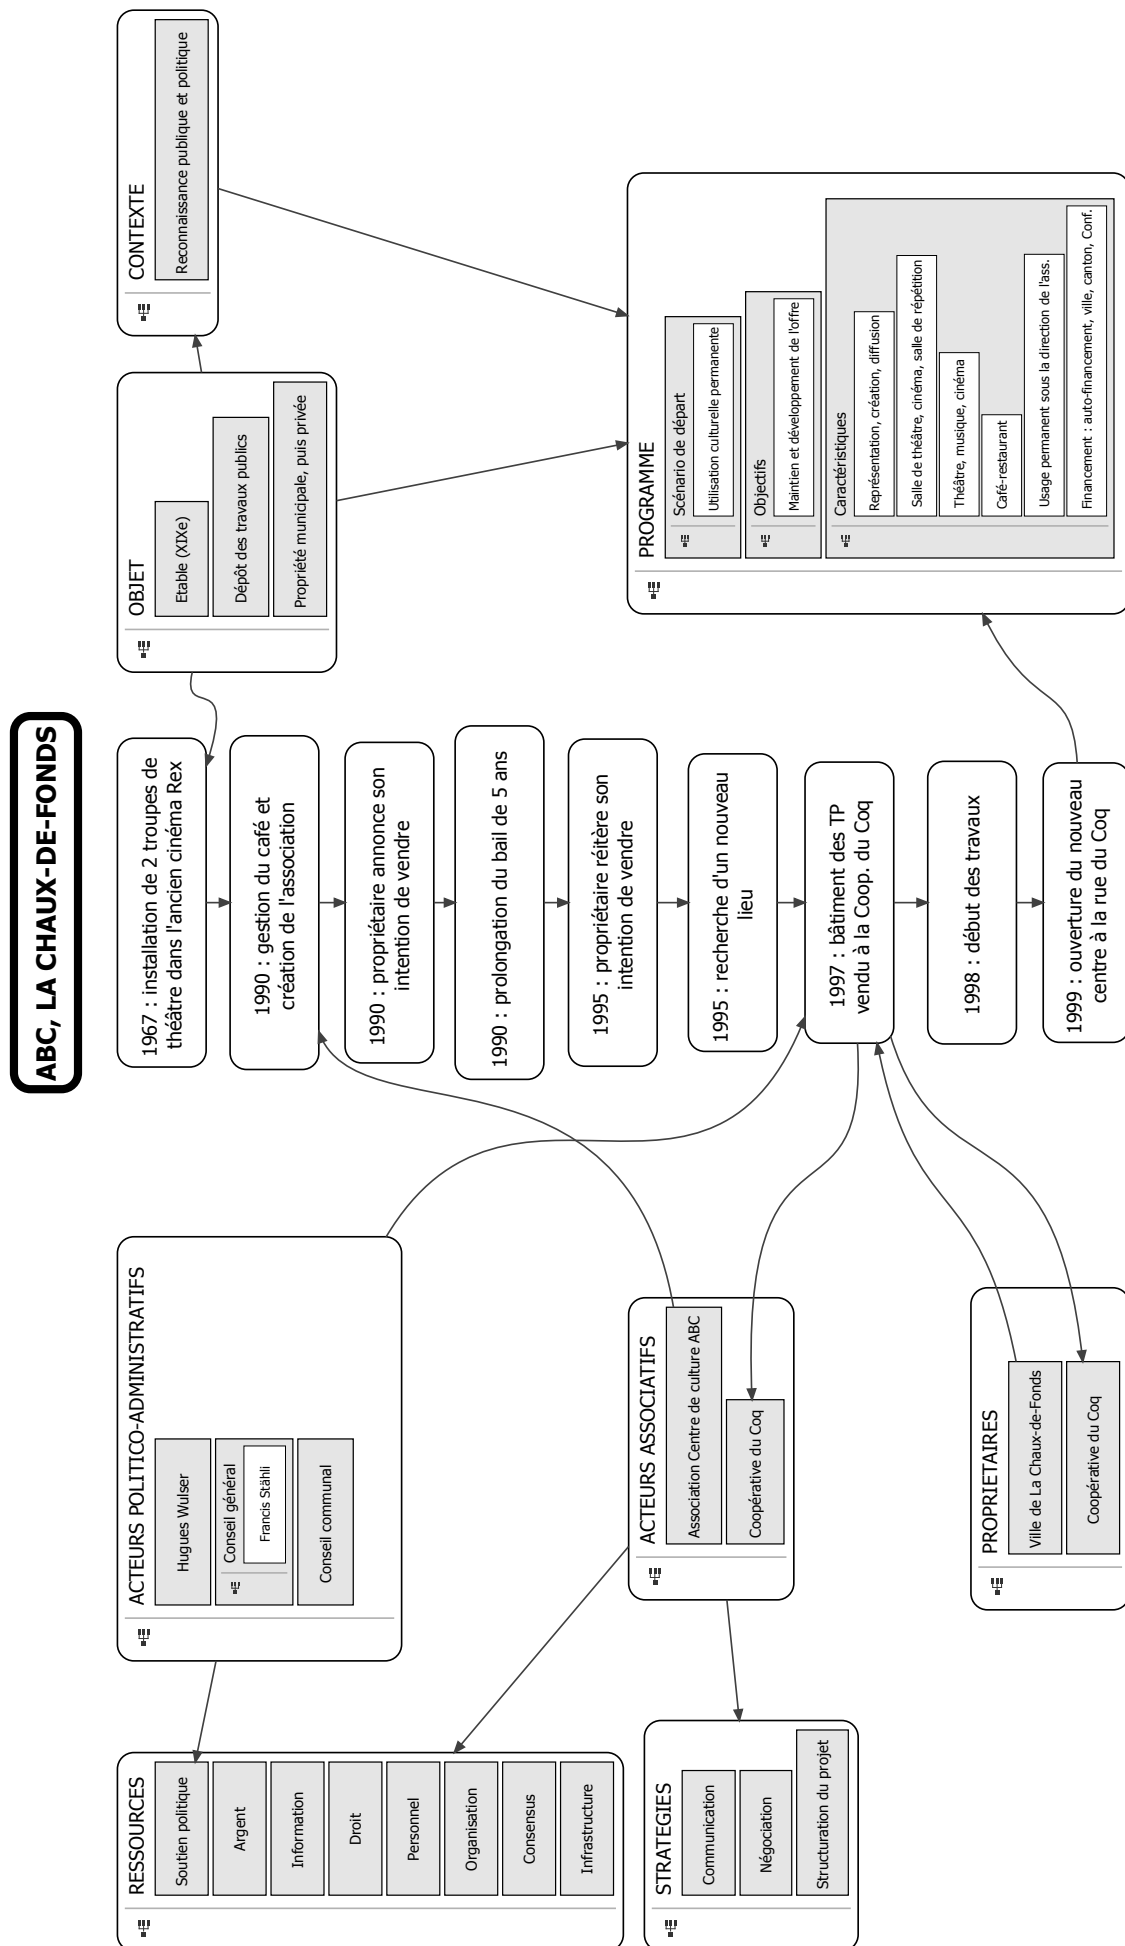 ABC, LA CHAUX-DE-FONDS
RESSOURCES
Soutien politique
Argent
Information
Droit
Personnel
Organisation
Consensus
Infrastructure
STRATEGIES
Communication
Négociation
Structuration du projet
ACTEURS POLITICO-ADMINISTRATIFS
Hugues Wulser
Conseil général
Francis Stähli
Conseil communal
ACTEURS ASSOCIATIFS
Association Centre de culture ABC
Coopérative du Coq
PROPRIETAIRES
Ville de La Chaux-de-Fonds
Coopérative du Coq
1967 : installation de 2 troupes de
théâtre dans l'ancien cinéma Rex
1990 : gestion du café et
création de l'association
1990 : propriétaire annonce son
intention de vendre
1990 : prolongation du bail de 5 ans
1995 : propriétaire réitère son
intention de vendre
1995 : recherche d'un nouveau
lieu
1997 : bâtiment des TP
vendu à la Coop. du Coq
1998 : début des travaux
1999 : ouverture du nouveau
centre à la rue du Coq
OBJET
Etable (XIXe)
Dépôt des travaux publics
Propriété municipale, puis privée
CONTEXTE
Reconnaissance publique et politique
PROGRAMME
Scénario de départ
Utilisation culturelle permanente
Objectifs
Maintien et développement de l'offre
Caractéristiques
Représentation, création, diffusion
Salle de théâtre, cinéma, salle de répétition
Théâtre, musique, cinéma
Café-restaurant
Usage permanent sous la direction de l'ass.
Financement : auto-financement, ville, canton, Conf.